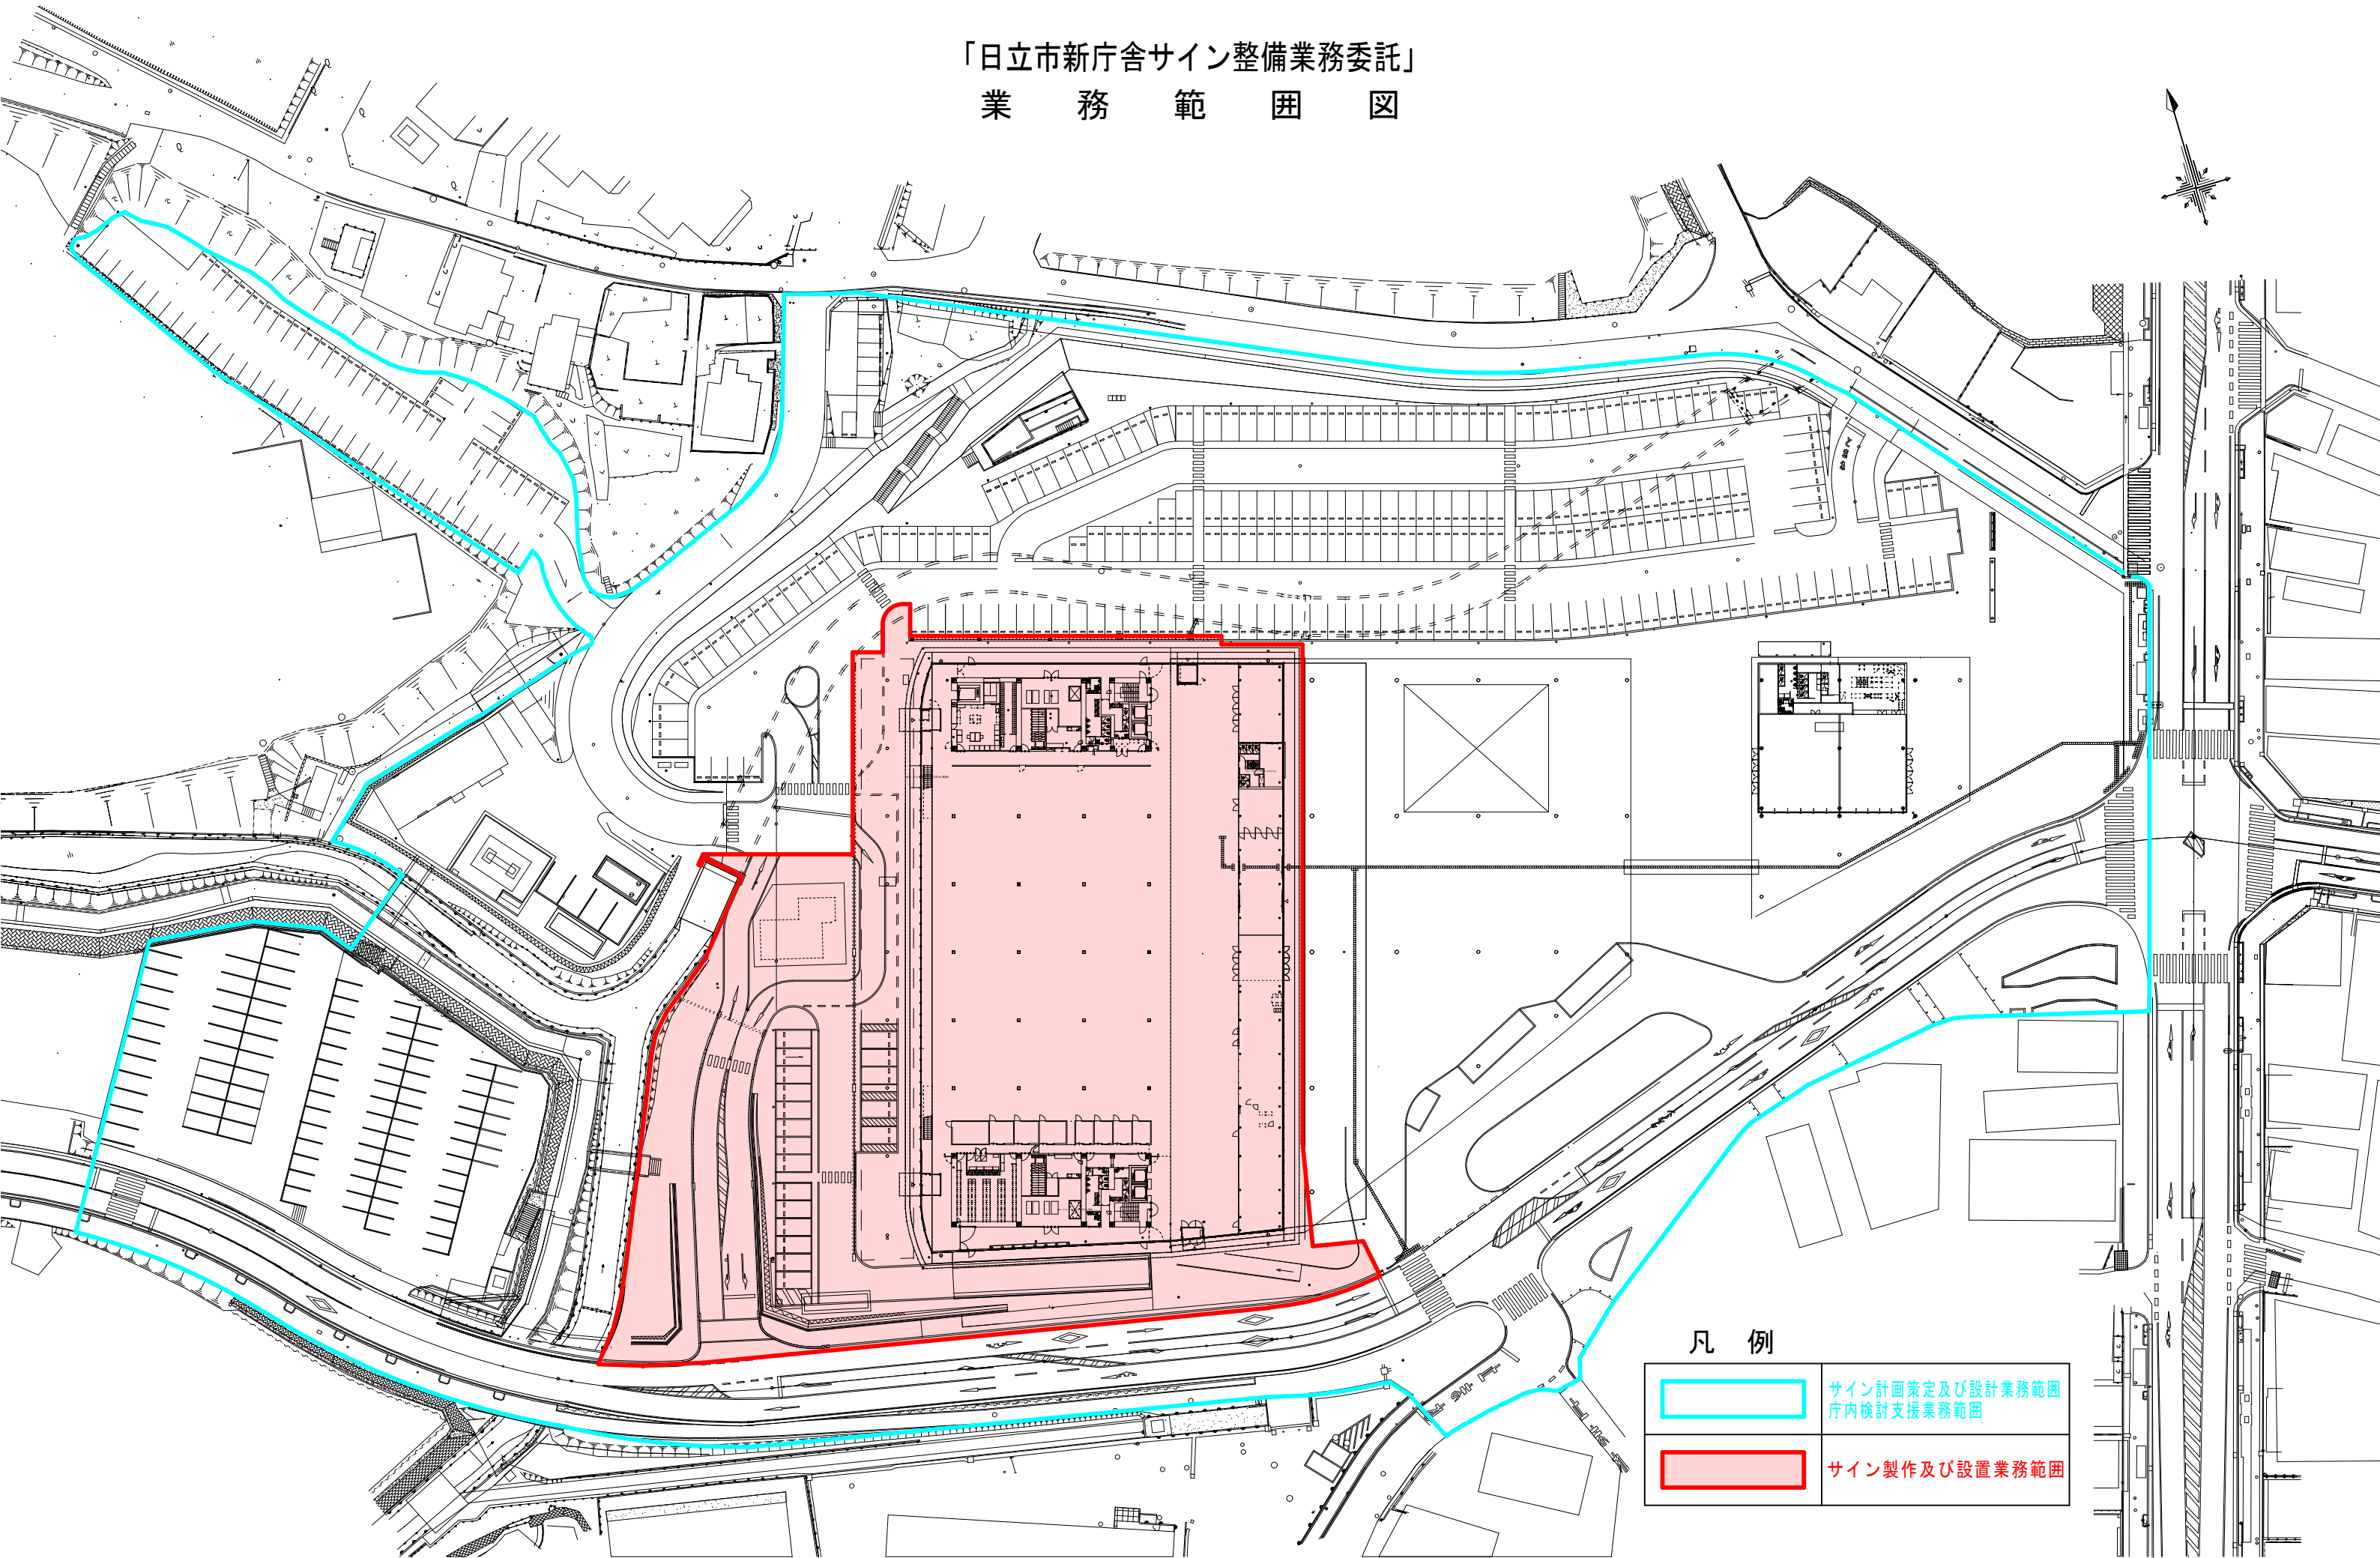 「日立市新庁舎サイン整備業務委託」
業務範囲図
凡例
サイン計画策定及び設計業務範囲
庁内検討支援業務範囲
サイン製作及び設置業務範囲